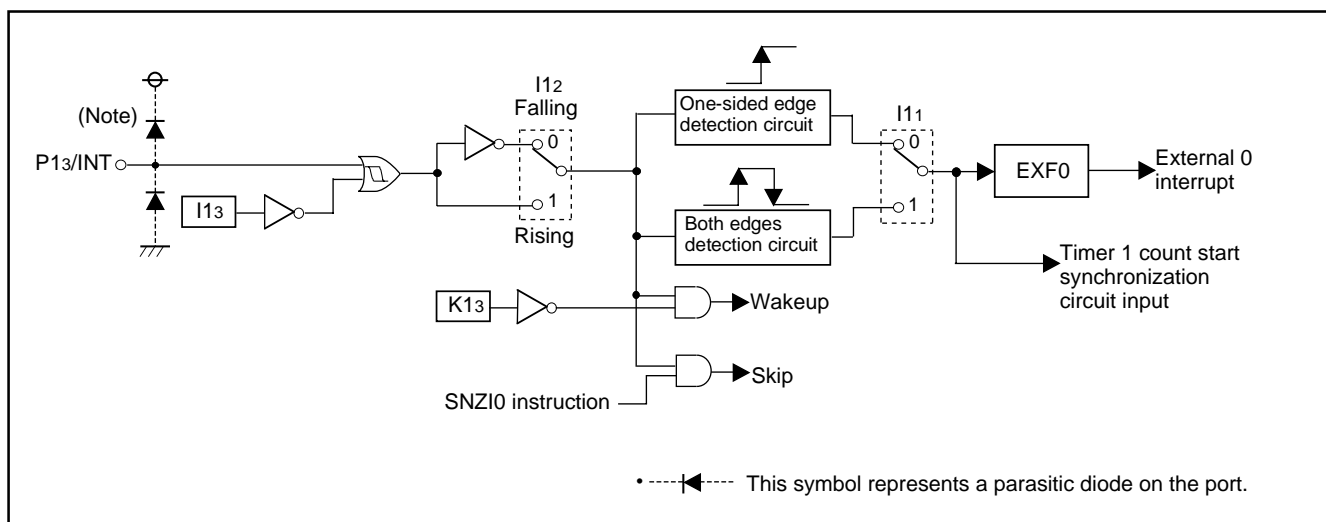 (Note)
P13/INT
I13
I12
Falling
0
1
Rising
One-sided edge
detection circuit
Both edges
detection circuit
I11
0
1
EXF0
External 0
interrupt
Timer 1 count start
synchronization
circuit input
K13
Wakeup
Skip
SNZI0 instruction
• This symbol represents a parasitic diode on the port.